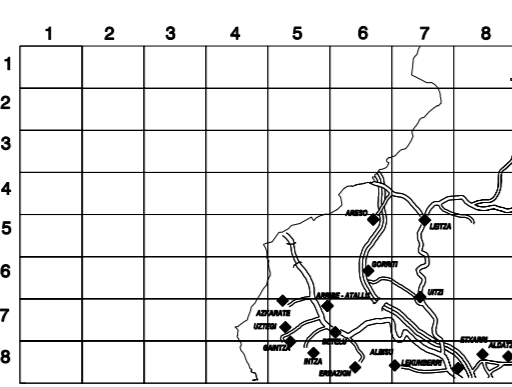 1 2 3 4 5 6 7 8
1
2
3
4
ARESO
5
LEITZA
6
GORRITI
UITZI
ARRIBE - ATALLU
7
AZKARATE
UZTEGI
BETELU
GAINTZA
ETXARRI
ALDATZ
INTZA
8
ALBISU
LEKUNBERRI
ERRAZKIN